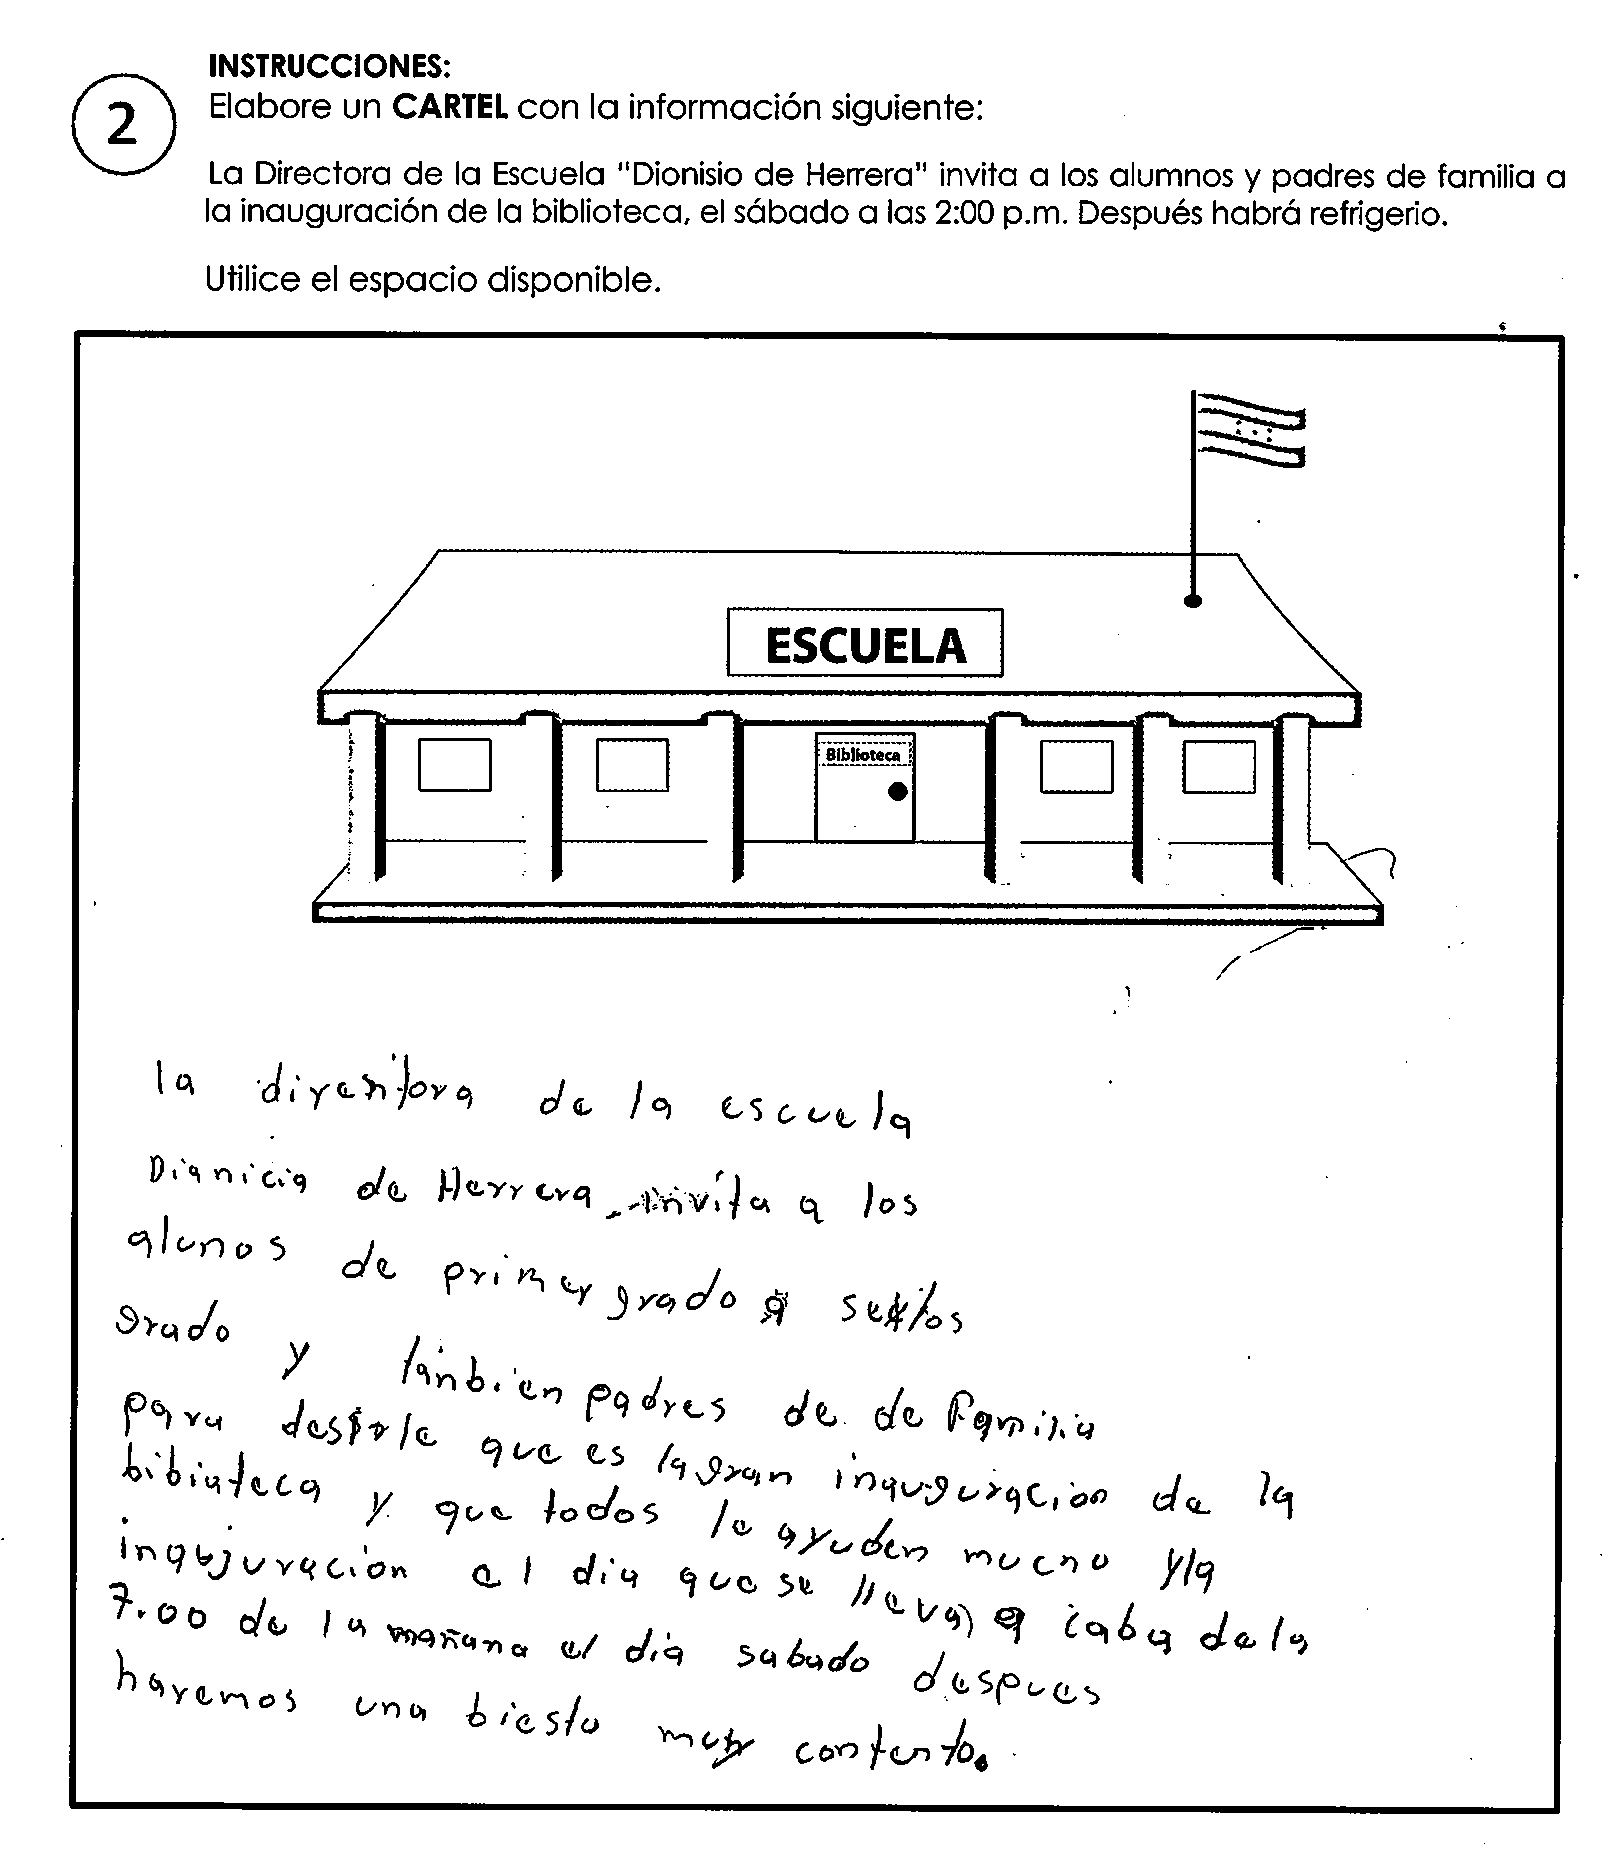 INSTRUCCIONES:
2
Elabore un CARTEL con la información siguiente:
La Directora de la Escuela "Dionisio de Herrera" invita a los alumnos y padres de familia a
la inauguración de la biblioteca, el sábado a las 2:00 p.m. Después habrá refrigerio.
Utilice el espacio disponible.
ESCUELA
Biblioteca
la de la escuela
Dianicia de Herrera invita a los
alunos de primer grado a sextos
grado y tanbien padres de de Familia
para que es la gran inauguracion de la
bibiateca y que todos le ayuden mucho y la
inaujuracion el dia que se lleva a caba de la
7.00 de la mañana el dia sabado despues
haremos una biesta muy contento.